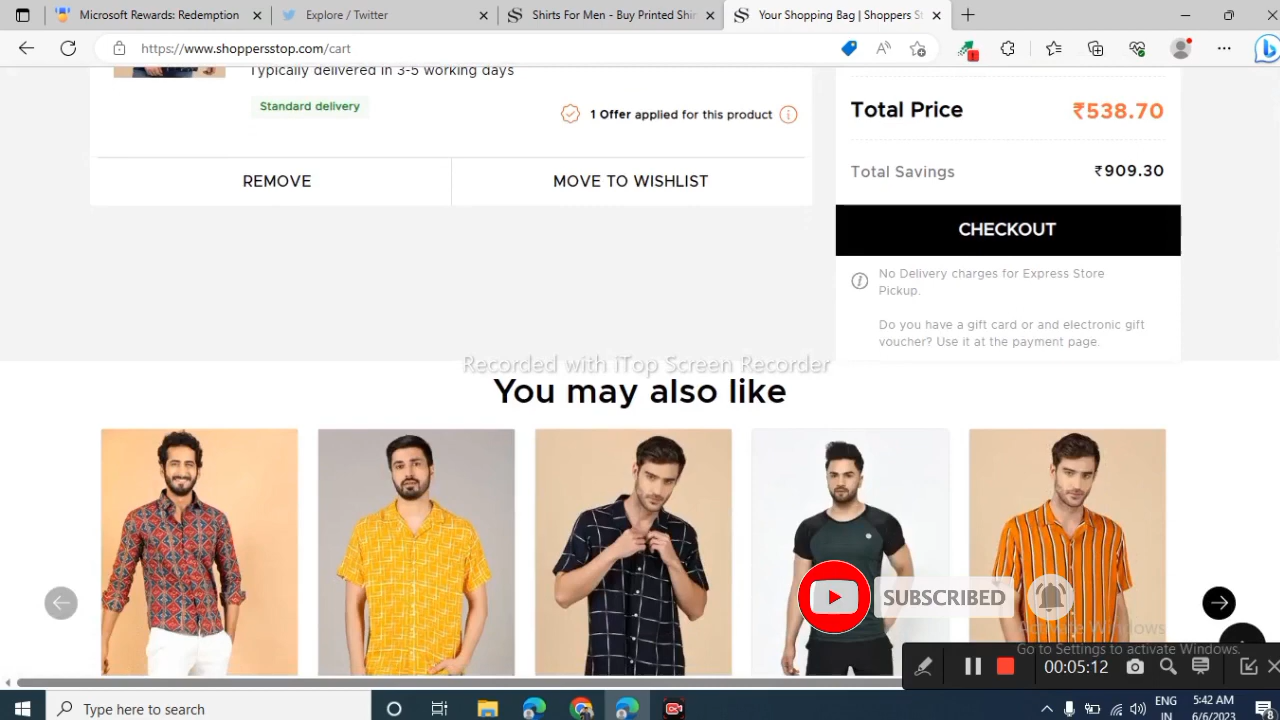 Microsoft Rewards: Redemption
Explore / Twitter
Shirts For Men - Buy Printed Shir
Your Shopping Bag | Shoppers St
https://www.shoppersstop.com/cart
Typically delivered in 3-5 working days
Standard delivery
1 Offer applied for this product
REMOVE
MOVE TO WISHLIST
Total Price
₹538.70
Total Savings
₹909.30
CHECKOUT
No Delivery charges for Express Store
Pickup.
Do you have a gift card or and electronic gift
voucher? Use it at the payment page.
Recorded with iTop Screen Recorder
You may also like
SUBSCRIBED
Activate Windows
Go to Settings to activate Windows.
00:05:12
Type here to search
ENG
IN
5:42 AM
6/6/2023